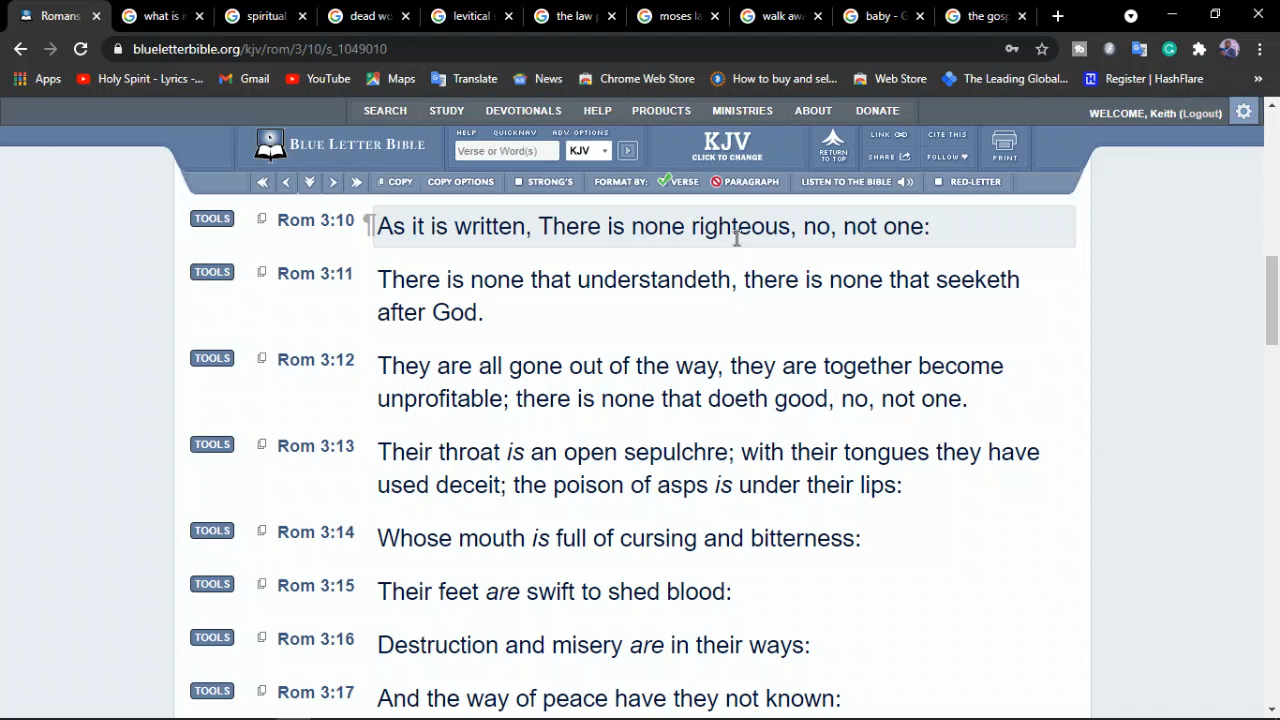 Romans
what is r
spiritual
dead wo
levitical s
the law p
moses la
walk awa
baby - G
the gosp
blueletterbible.org/kjv/rom/3/10/s_1049010
Apps
Holy Spirit - Lyrics -...
Gmail
YouTube
Maps
Translate
News
Chrome Web Store
How to buy and sel...
Web Store
The Leading Global...
Register | HashFlare
»
SEARCH STUDY DEVOTIONALS HELP PRODUCTS MINISTRIES ABOUT DONATE
WELCOME, Keith (Logout)
BLUE LETTER BIBLE
HELP QUICKNAV ADV. OPTIONS
Verse or Word(s)
KJV
KJV
CLICK TO CHANGE
RETURN
TO TOP
LINK
CITE THIS
SHARE
FOLLOW
PRINT
COPY COPY OPTIONS STRONG'S FORMAT BY: VERSE PARAGRAPH LISTEN TO THE BIBLE RED-LETTER
TOOLS Rom 3:10 ¶As it is written, There is none righteous, no, not one:
TOOLS Rom 3:11 There is none that understandeth, there is none that seeketh
after God.
TOOLS Rom 3:12 They are all gone out of the way, they are together become
unprofitable; there is none that doeth good, no, not one.
TOOLS Rom 3:13 Their throat is an open sepulchre; with their tongues they have
used deceit; the poison of asps is under their lips:
TOOLS Rom 3:14 Whose mouth is full of cursing and bitterness:
TOOLS Rom 3:15 Their feet are swift to shed blood:
TOOLS Rom 3:16 Destruction and misery are in their ways:
TOOLS Rom 3:17 And the way of peace have they not known: